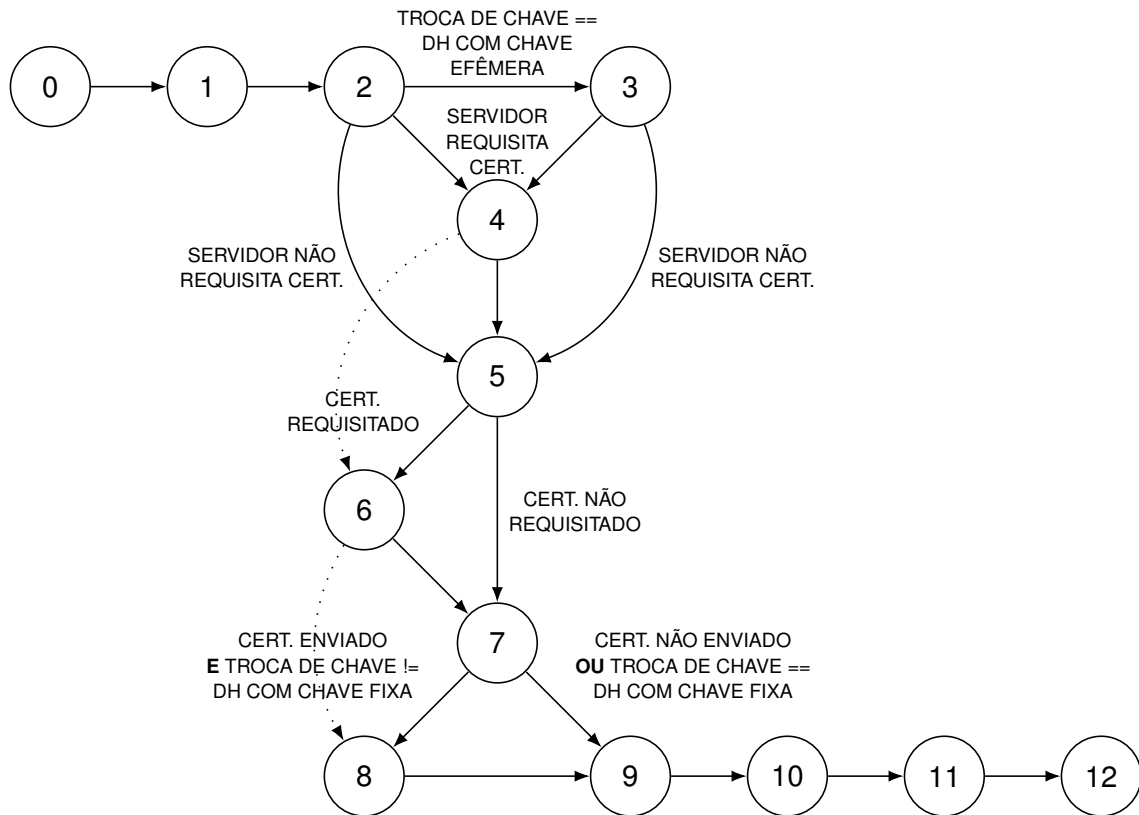 TROCA DE CHAVE ==
DH COM CHAVE
EFÊMERA
0
1
2
3
SERVIDOR
REQUISITA
CERT.
4
SERVIDOR NÃO
REQUISITA CERT.
SERVIDOR NÃO
REQUISITA CERT.
5
CERT.
REQUISITADO
6
CERT. NÃO
REQUISITADO
7
CERT. ENVIADO
E TROCA DE CHAVE !=
DH COM CHAVE FIXA
CERT. NÃO ENVIADO
OU TROCA DE CHAVE ==
DH COM CHAVE FIXA
8
9
10
11
12